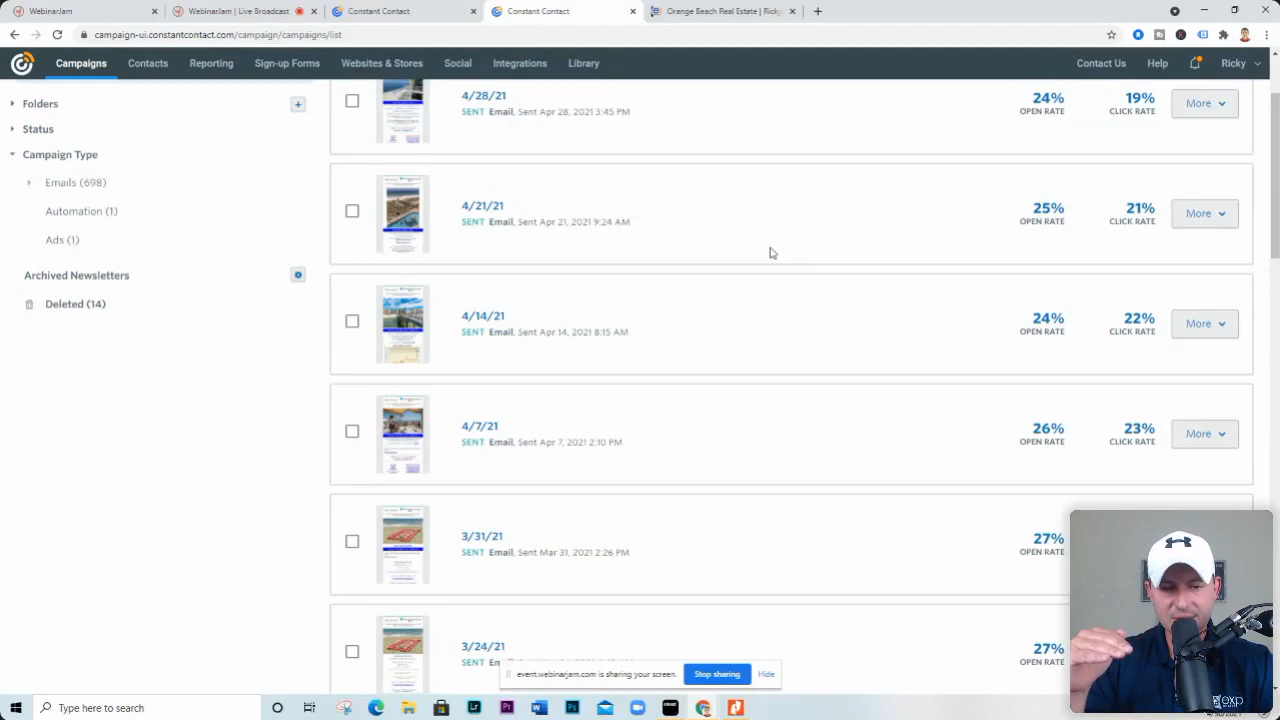 WebinarJam
WebinarJam | Live Broadcast
Constant Contact
Constant Contact
Orange Beach Real Estate | Ricky
campaign-ui.constantcontact.com/campaign/campaigns/list
Campaigns Contacts Reporting Sign-up Forms Websites & Stores Social Integrations Library Contact Us Help Ricky
Folders
Status
Campaign Type
Emails (698)
Automation (1)
Ads (1)
Archived Newsletters
Deleted (14)
4/28/21
SENT Email, Sent Apr 28, 2021 3:45 PM
24% OPEN RATE
19% CLICK RATE
More
4/21/21
SENT Email, Sent Apr 21, 2021 9:24 AM
25% OPEN RATE
21% CLICK RATE
More
4/14/21
SENT Email, Sent Apr 14, 2021 8:15 AM
24% OPEN RATE
22% CLICK RATE
More
4/7/21
SENT Email, Sent Apr 7, 2021 2:10 PM
26% OPEN RATE
23% CLICK RATE
More
3/31/21
SENT Email, Sent Mar 31, 2021 2:26 PM
27% OPEN RATE
3/24/21
SENT
27% OPEN RATE
is sharing your screen.
Stop sharing
Hide
Type here to search
exp